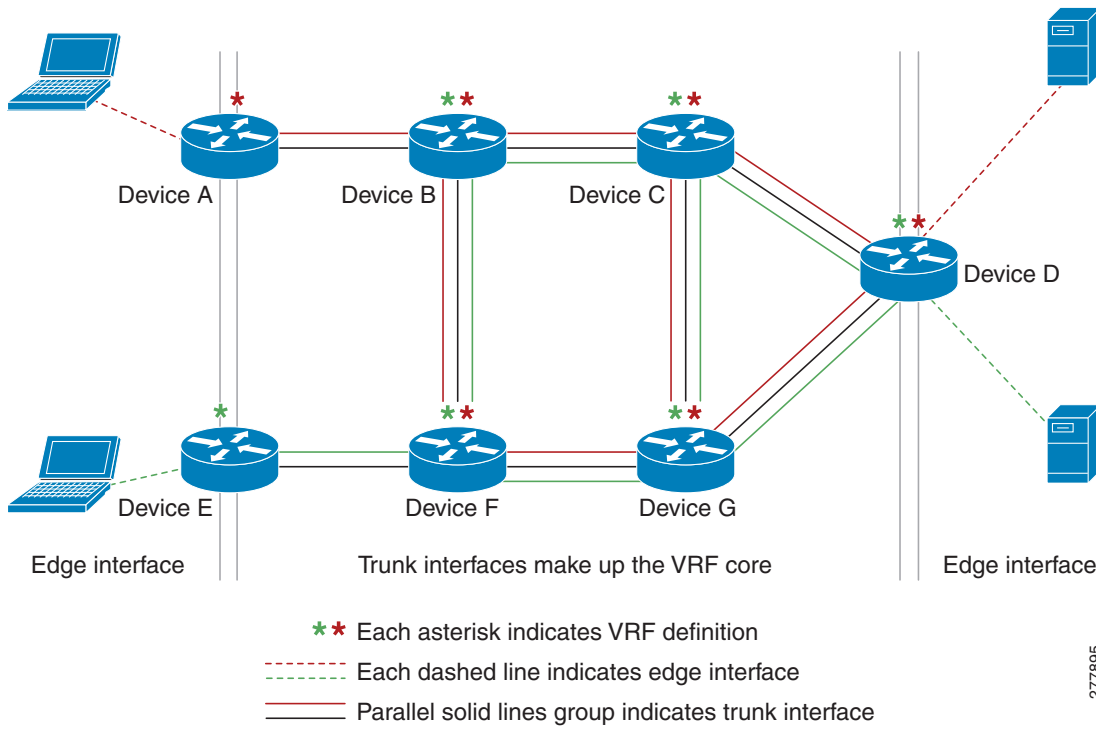 * * * * *
Device A
Device B
Device C
* *
Device D
* * * * *
Device E
Device F
Device G
Edge interface
Trunk interfaces make up the VRF core
Edge interface
** Each asterisk indicates VRF definition
Each dashed line indicates edge interface
Parallel solid lines group indicates trunk interface
277895